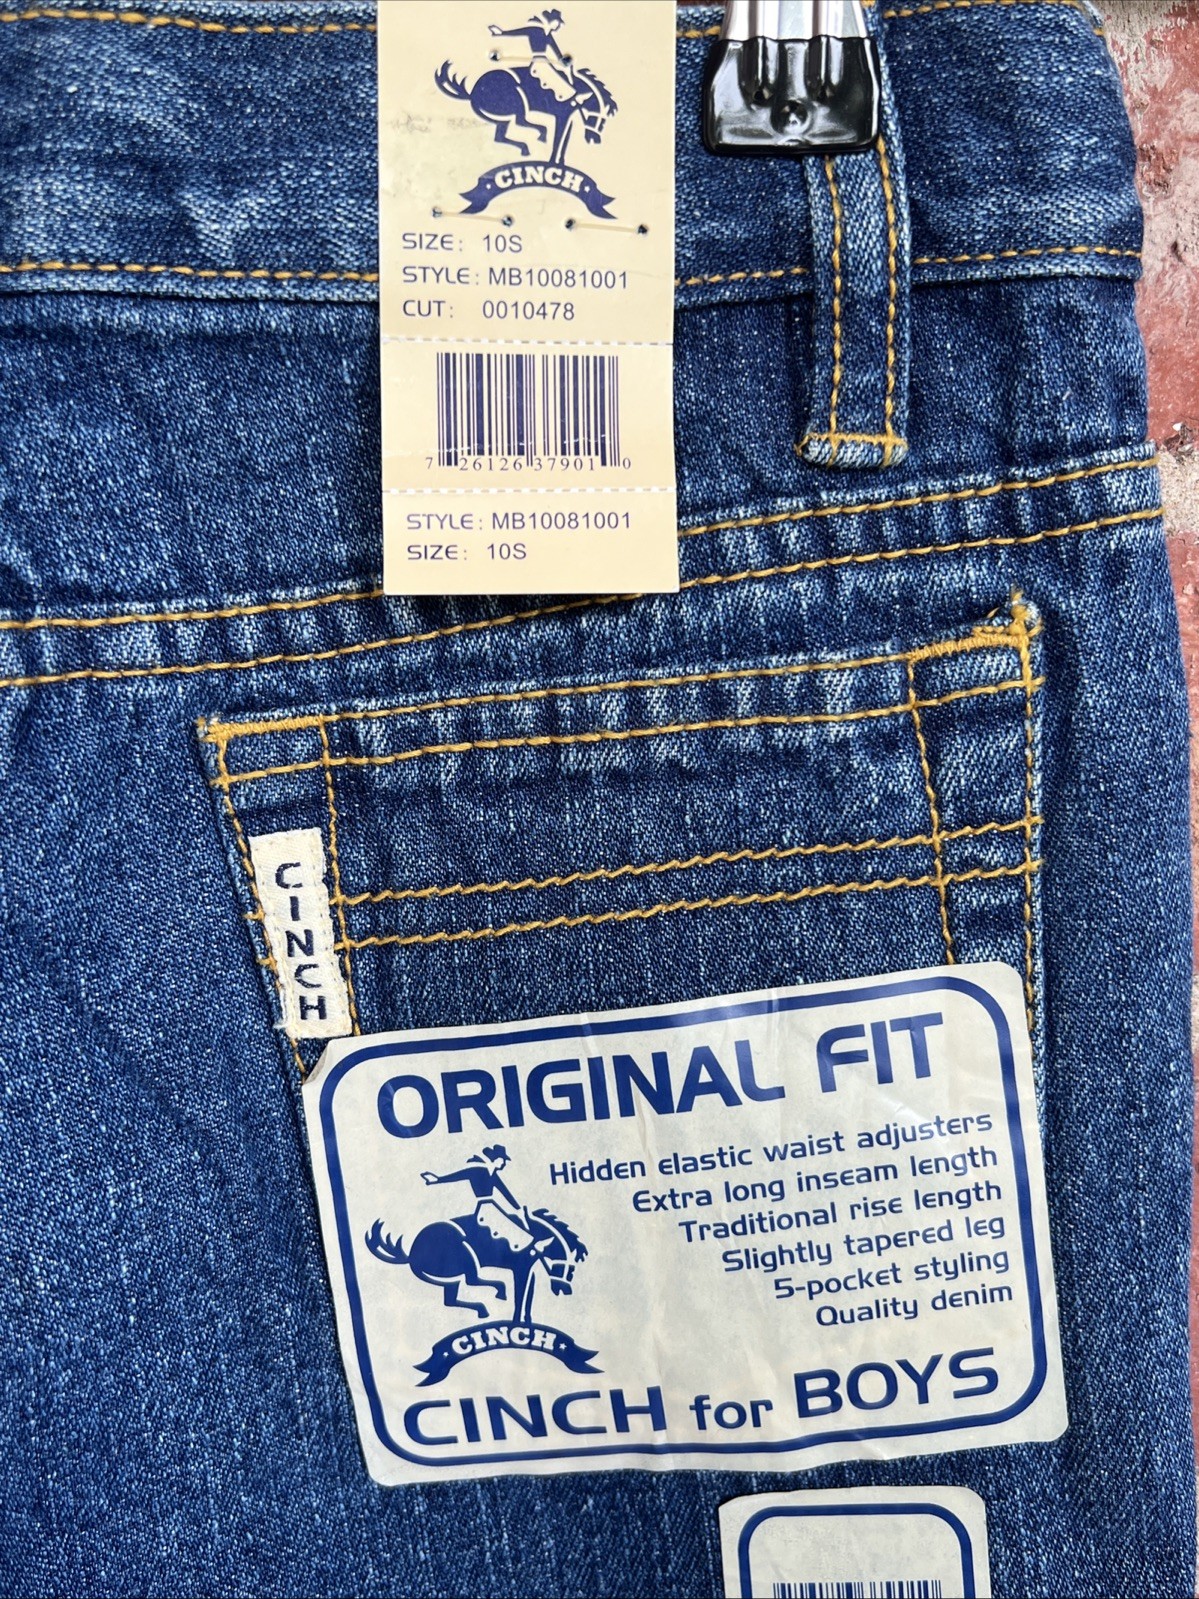 CINCH
SIZE: 10S
STYLE: MB10081001
CUT: 0010478
7 26126 37901 0
STYLE: MB10081001
SIZE: 10S
CINCH
ORIGINAL FIT
Hidden elastic waist adjusters
Extra long inseam length
Traditional rise length
Slightly tapered leg
5-pocket styling
Quality denim
CINCH
CINCH for BOYS